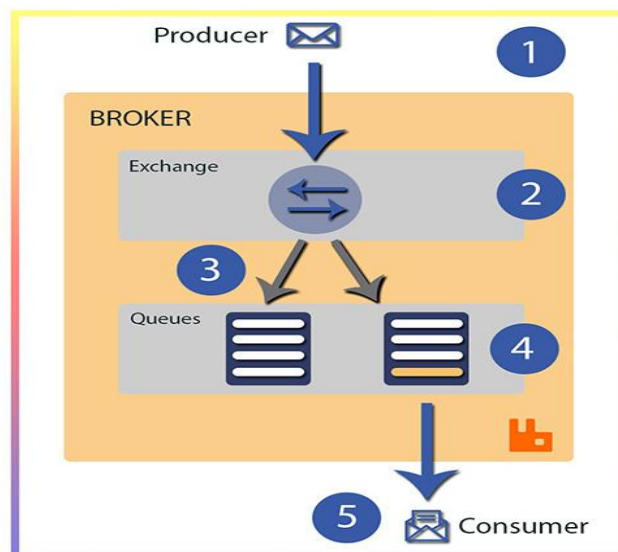 Producer
1
BROKER
Exchange
2
3
Queues
4
5
Consumer